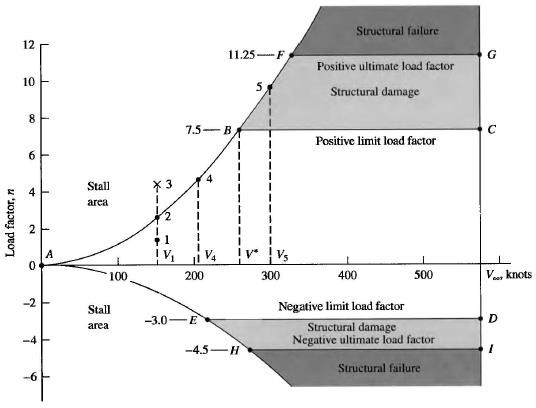 Structural failure
12
11.25 — F
G
Positive ultimate load factor
10
5
Structural damage
8
7.5 — B
C
Positive limit load factor
6
Load factor, n
Stall
area
× 3
4
4
2
2
1
A
V1
V4
V*
V5
0
100
200
300
400
500
V∞, knots
−2
Stall
area
Negative limit load factor
−3.0 — E
D
Structural damage
−4
Negative ultimate load factor
−4.5 — H
I
−6
Structural failure